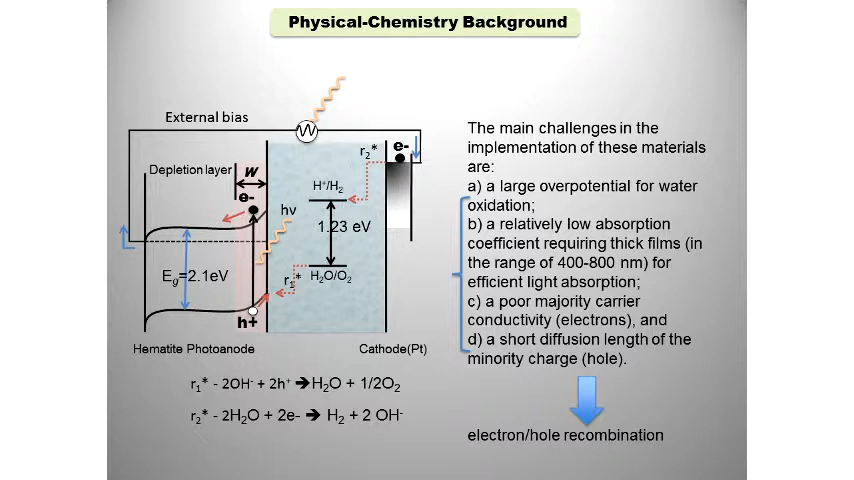 Physical-Chemistry Background
External bias
Depletion layer
W
e-
hν
E𝑔=2.1eV
h+
r₂*
e-
H⁺/H₂
1.23 eV
H₂O/O₂
r₁*
Hematite Photoanode
Cathode(Pt)
r₁* - 2OH⁻ + 2h⁺ ➔H₂O + 1/2O₂
r₂* - 2H₂O + 2e- ➔ H₂ + 2 OH⁻
The main challenges in the
implementation of these materials
are:
a) a large overpotential for water
oxidation;
b) a relatively low absorption
coefficient requiring thick films (in
the range of 400-800 nm) for
efficient light absorption;
c) a poor majority carrier
conductivity (electrons), and
d) a short diffusion length of the
minority charge (hole).
electron/hole recombination